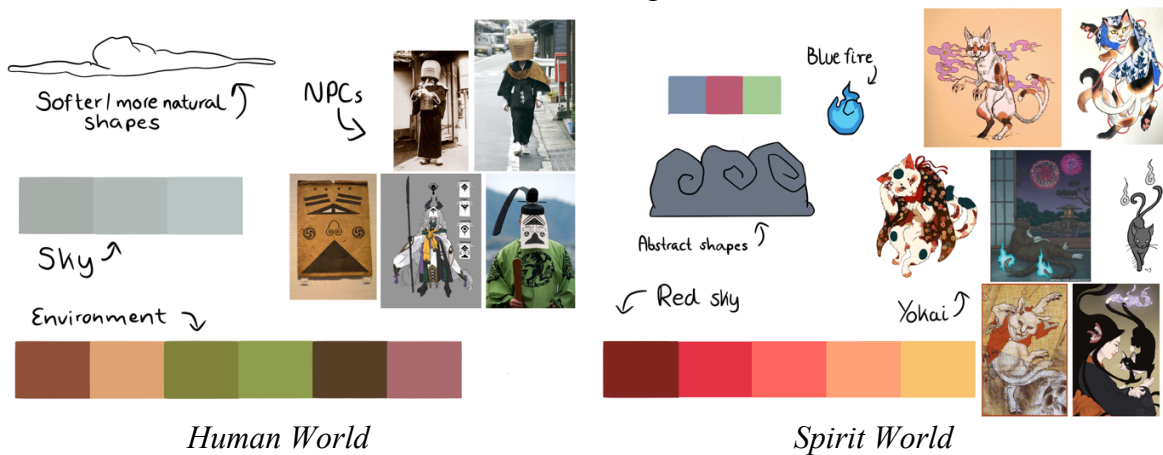 Softer/more natural
shapes
NPCs
Sky
Environment
Human World
Blue fire
Abstract shapes
Red sky
Yokai
Spirit World